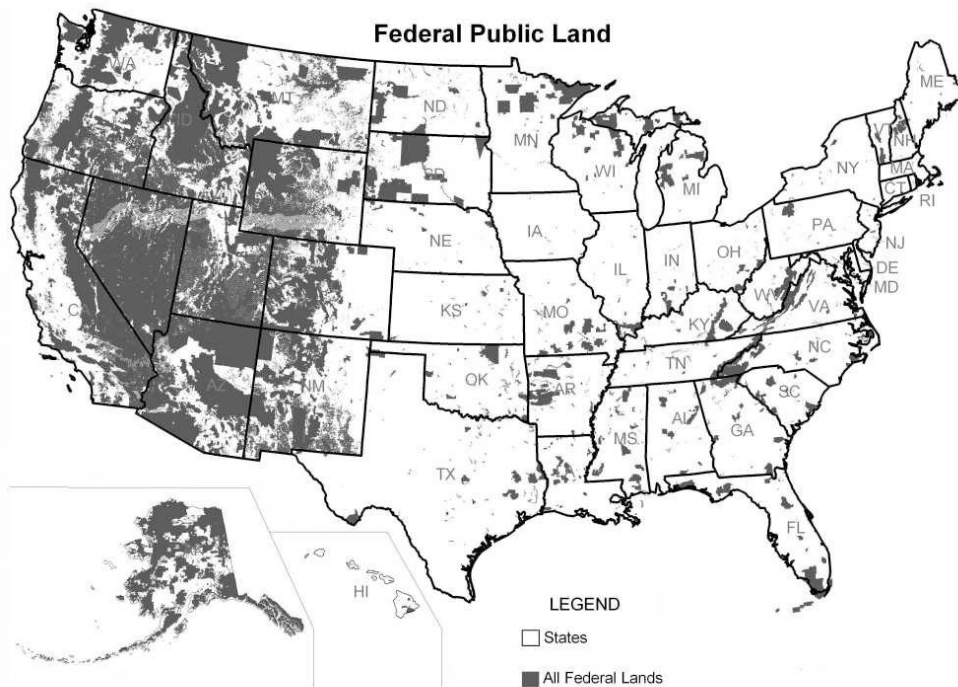 Federal Public Land
WA
MT
ND
MN
ME
VT
NH
ID
SD
WI
MI
NY
MA
CT
RI
NE
IA
IL
IN
OH
PA
NJ
DE
MD
C
KS
MO
KY
WV
VA
AZ
NM
OK
AR
TN
NC
SC
TX
MS
AL
GA
FL
HI
LEGEND
States
All Federal Lands